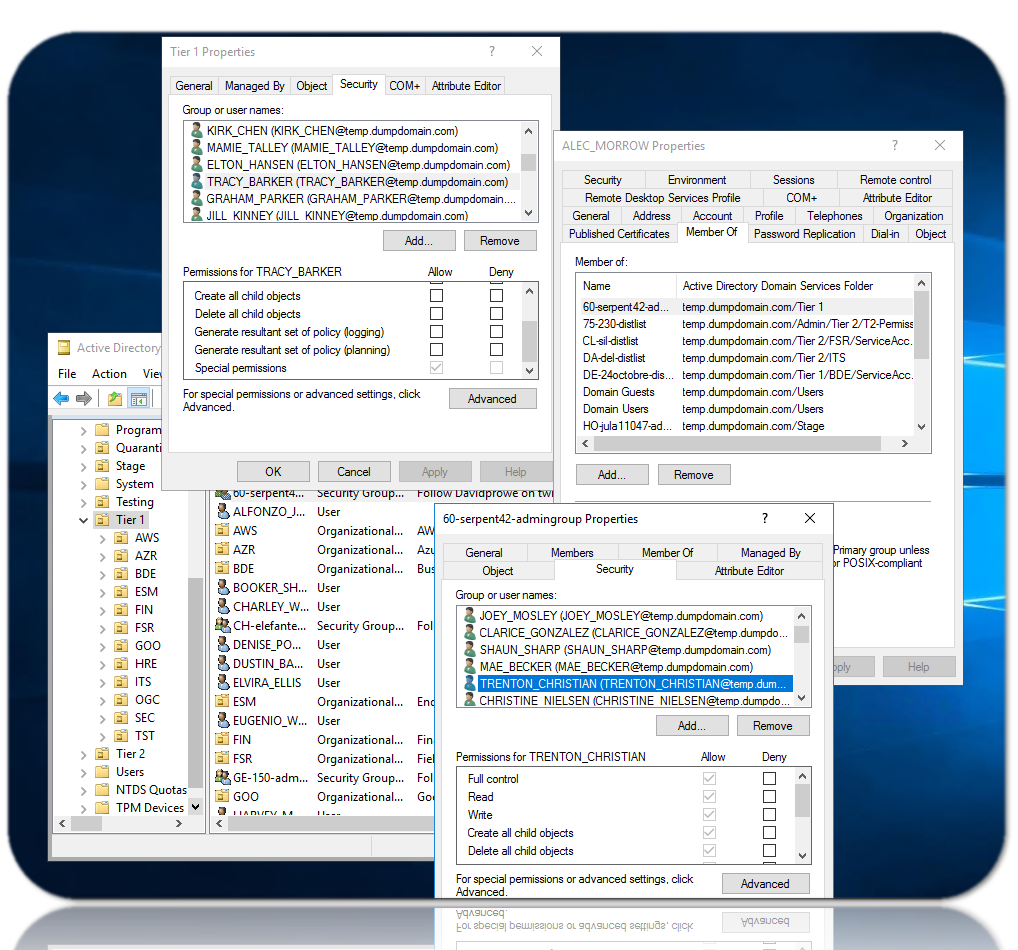 Tier 1 Properties
?
General Managed By Object Security COM+ Attribute Editor
Group or user names:
KIRK_CHEN (KIRK_CHEN@temp.dumpdomain.com)
MAMIE_TALLEY (MAMIE_TALLEY@temp.dumpdomain.com)
ELTON_HANSEN (ELTON_HANSEN@temp.dumpdomain.com)
TRACY_BARKER (TRACY_BARKER@temp.dumpdomain.com)
GRAHAM_PARKER (GRAHAM_PARKER@temp.dumpdomain....
JILL_KINNEY (JILL_KINNEY@temp.dumpdomain.com)
Add... Remove
Permissions for TRACY_BARKER Allow Deny
Create all child objects
Delete all child objects
Generate resultant set of policy (logging)
Generate resultant set of policy (planning)
Special permissions
For special permissions or advanced settings, click
Advanced.
Advanced
OK Cancel Apply Help
ALEC_MORROW Properties
?
Security Environment Sessions Remote control
Remote Desktop Services Profile COM+ Attribute Editor
General Address Account Profile Telephones Organization
Published Certificates Member Of Password Replication Dial-in Object
Member of:
Name Active Directory Domain Services Folder
60-serpent42-ad... temp.dumpdomain.com/Tier 1
75-230-distlist temp.dumpdomain.com/Admin/Tier 2/T2-Permiss
CL-sil-distlist temp.dumpdomain.com/Tier 2/FSR/ServiceAcc.
DA-del-distlist temp.dumpdomain.com/Tier 2/ITS
DE-24octobre-dis... temp.dumpdomain.com/Tier 1/BDE/ServiceAcc.
Domain Guests temp.dumpdomain.com/Users
Domain Users temp.dumpdomain.com/Users
HO-jula11047-ad... temp.dumpdomain.com/Stage
Add... Remove
Primary group unless
or POSIX-compliant
pply Help
Active Directory
File Action Viev
Program
Quaranti
Stage
System
Testing
Tier 1
AWS
AZR
BDE
ESM
FIN
FSR
GOO
HRE
ITS
OGC
SEC
TST
Tier 2
Users
NTDS Quotas
TPM Devices
60-serpent4... Security Group... Follow Davidprowe on twi
ALFONZO_J... User
AWS Organizational... AW
AZR Organizational... Azu
BDE Organizational... Bus
BOOKER_SH... User
CHARLEY_W... User
CH-elefante... Security Group... Fol
DENISE_PO... User
DUSTIN_BA... User
ELVIRA_ELLIS User
ESM Organizational... Enc
EUGENIO_W... User
FIN Organizational... Fin
FSR Organizational... Fiel
GE-150-adm... Security Group... Fol
GOO Organizational... Goo
HARVEY_M... User
60-serpent42-admingroup Properties
?
General Members Member Of Managed By
Object Security Attribute Editor
Group or user names:
JOEY_MOSLEY (JOEY_MOSLEY@temp.dumpdomain.com)
CLARICE_GONZALEZ (CLARICE_GONZALEZ@temp.dumpdo...
SHAUN_SHARP (SHAUN_SHARP@temp.dumpdomain.com)
MAE_BECKER (MAE_BECKER@temp.dumpdomain.com)
TRENTON_CHRISTIAN (TRENTON_CHRISTIAN@temp.dum...
CHRISTINE_NIELSEN (CHRISTINE_NIELSEN@temp.dumpdo...
Add... Remove
Permissions for TRENTON_CHRISTIAN Allow Deny
Full control
Read
Write
Create all child objects
Delete all child objects
For special permissions or advanced settings, click
Advanced.
Advanced